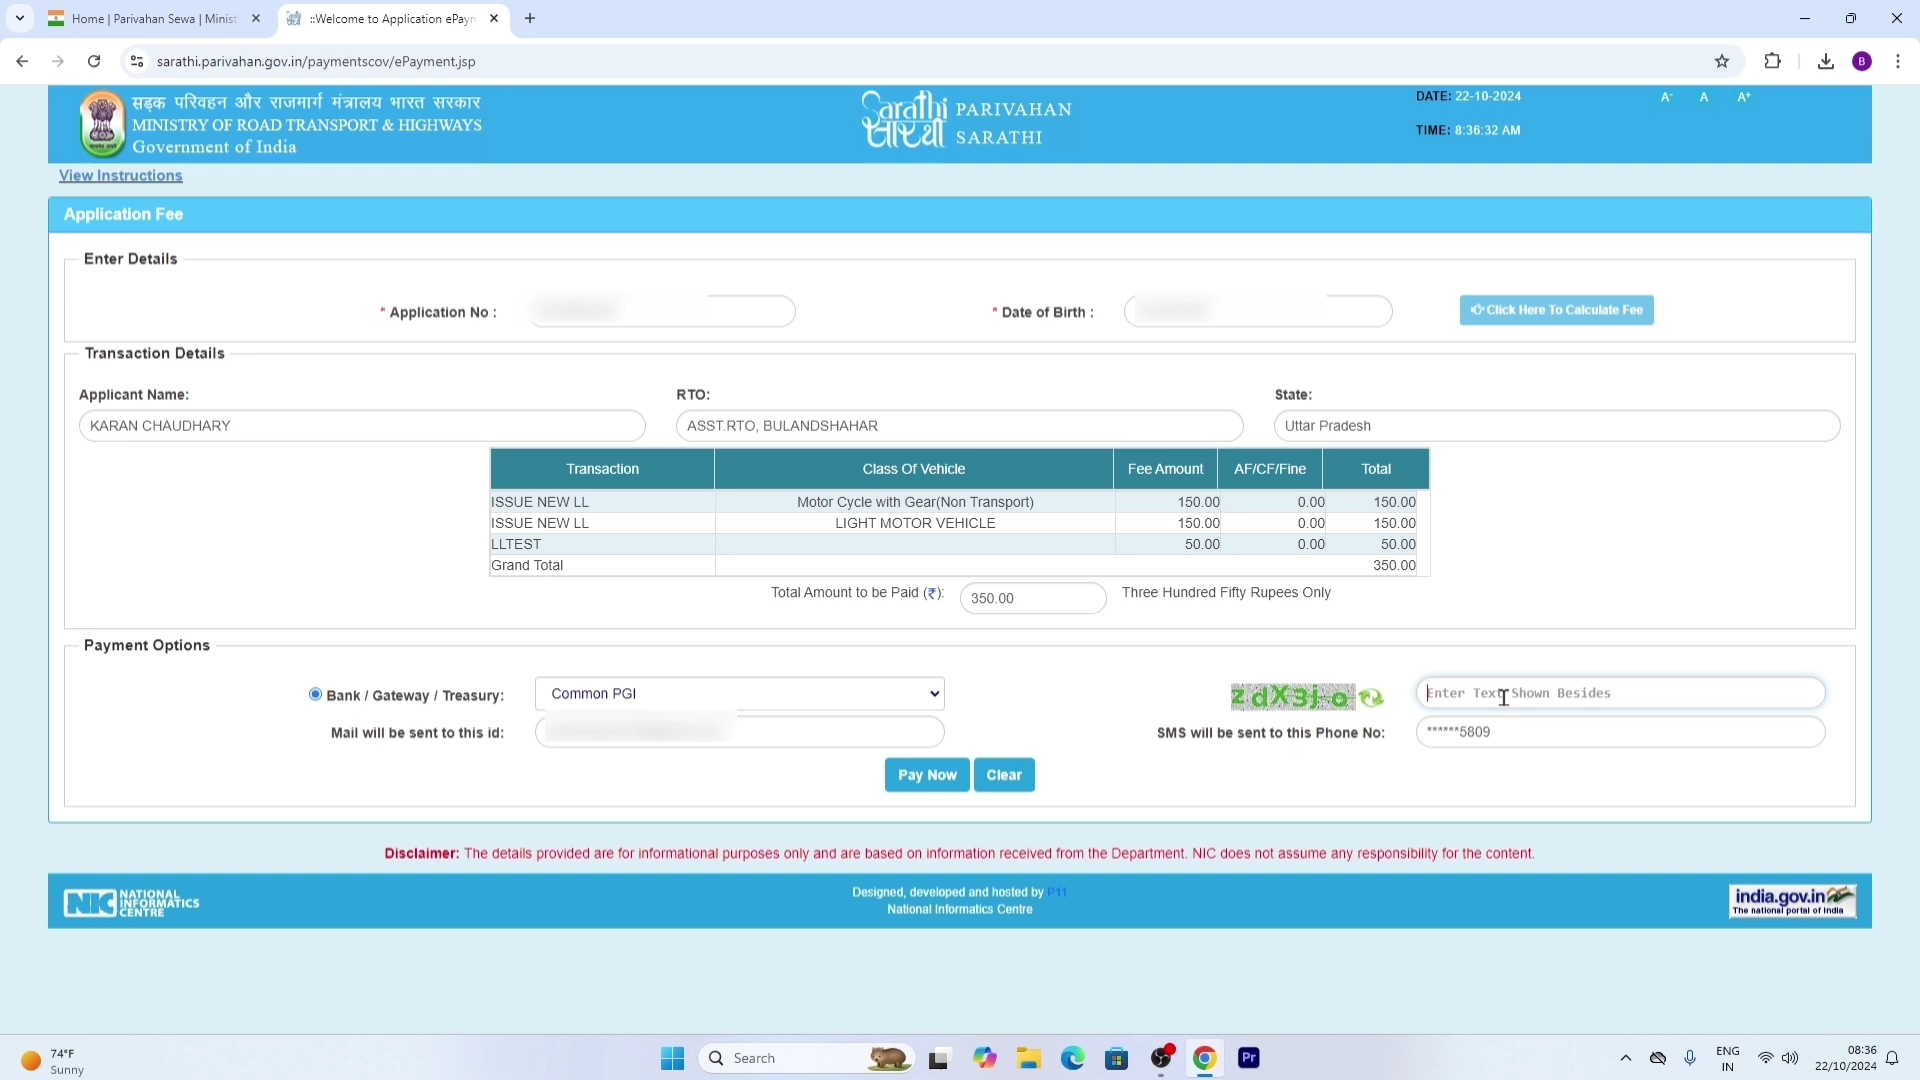 Home | Parivahan Sewa | Minist
::Welcome to Application ePaym
sarathi.parivahan.gov.in/paymentscov/ePayment.jsp
B
सड़क परिवहन और राजमार्ग मंत्रालय भारत सरकार
MINISTRY OF ROAD TRANSPORT & HIGHWAYS
Government of India
Sarathi
सारथी
PARIVAHAN
SARATHI
DATE: 22-10-2024
TIME: 8:36:32 AM
A- A A+
View Instructions
Application Fee
Enter Details
* Application No :
* Date of Birth :
Click Here To Calculate Fee
Transaction Details
Applicant Name: RTO: State:
KARAN CHAUDHARY ASST.RTO, BULANDSHAHAR Uttar Pradesh
Transaction Class Of Vehicle Fee Amount AF/CF/Fine Total
ISSUE NEW LL Motor Cycle with Gear(Non Transport) 150.00 0.00 150.00
ISSUE NEW LL LIGHT MOTOR VEHICLE 150.00 0.00 150.00
LLTEST 50.00 0.00 50.00
Grand Total 350.00
Total Amount to be Paid (₹): 350.00 Three Hundred Fifty Rupees Only
Payment Options
Bank / Gateway / Treasury: Common PGI zdX3jo Enter Text Shown Besides
Mail will be sent to this id: SMS will be sent to this Phone No: ******5809
Pay Now Clear
Disclaimer: The details provided are for informational purposes only and are based on information received from the Department. NIC does not assume any responsibility for the content.
NIC NATIONAL
INFORMATICS
CENTRE
Designed, developed and hosted by P11
National Informatics Centre
india.gov.in
The national portal of India
74°F
Sunny
Search
Pr
ENG
IN
08:36
22/10/2024